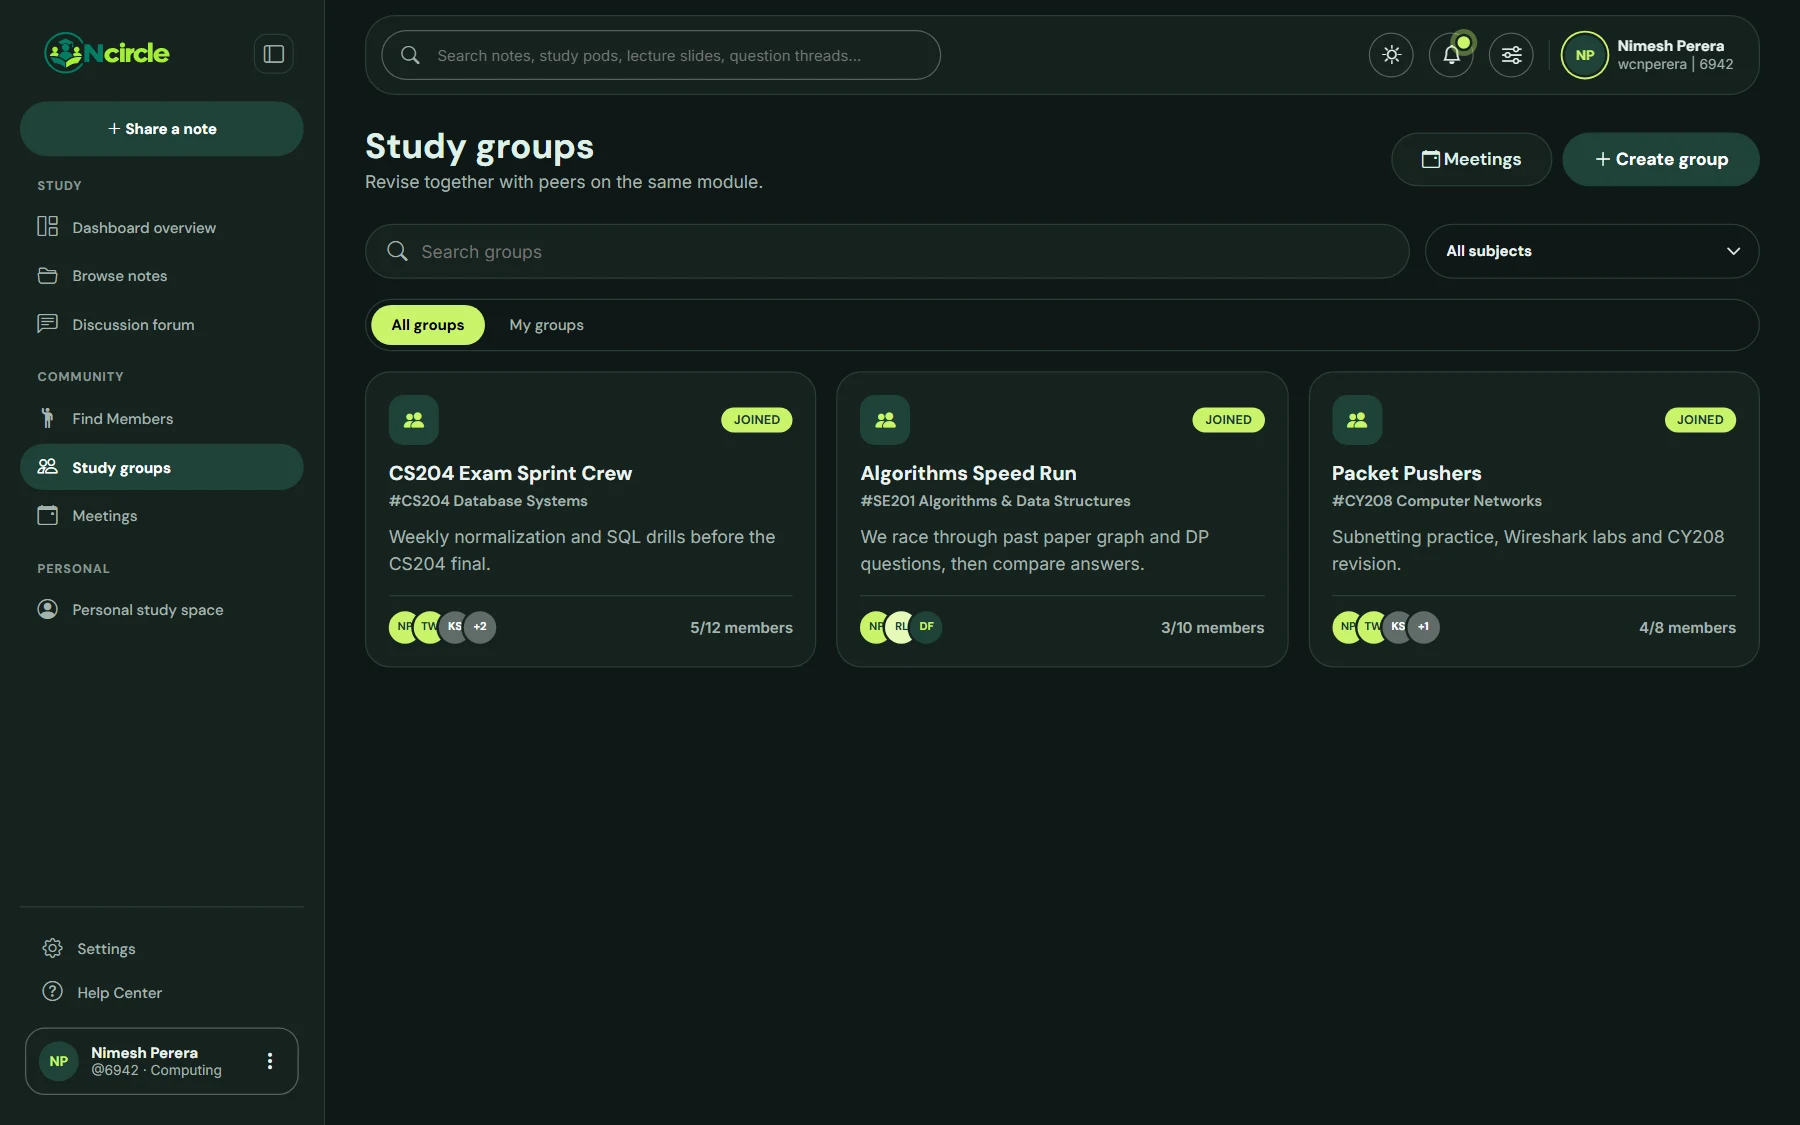 Ncircle
+ Share a note
STUDY
Dashboard overview
Browse notes
Discussion forum
COMMUNITY
Find Members
Study groups
Meetings
PERSONAL
Personal study space
Settings
Help Center
NP
Nimesh Perera
@6942 · Computing
Search notes, study pods, lecture slides, question threads...
NP
Nimesh Perera
wcnperera | 6942
Study groups
Revise together with peers on the same module.
Meetings
+ Create group
Search groups
All subjects
All groups
My groups
JOINED
CS204 Exam Sprint Crew
#CS204 Database Systems
Weekly normalization and SQL drills before the
CS204 final.
NP TW KS +2
5/12 members
JOINED
Algorithms Speed Run
#SE201 Algorithms & Data Structures
We race through past paper graph and DP
questions, then compare answers.
NP RL DF
3/10 members
JOINED
Packet Pushers
#CY208 Computer Networks
Subnetting practice, Wireshark labs and CY208
revision.
NP TW KS +1
4/8 members